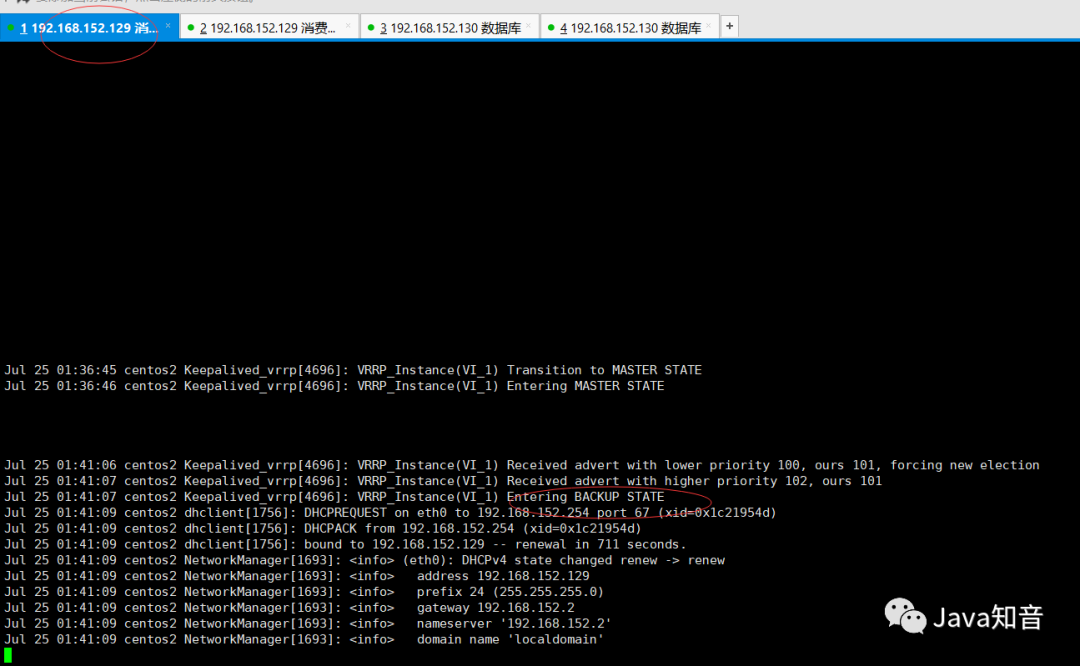 1 192.168.152.129 消...
2 192.168.152.129 消费...
3 192.168.152.130 数据库
4 192.168.152.130 数据库
+
Jul 25 01:36:45 centos2 Keepalived_vrrp[4696]: VRRP_Instance(VI_1) Transition to MASTER STATE
Jul 25 01:36:46 centos2 Keepalived_vrrp[4696]: VRRP_Instance(VI_1) Entering MASTER STATE
Jul 25 01:41:06 centos2 Keepalived_vrrp[4696]: VRRP_Instance(VI_1) Received advert with lower priority 100, ours 101, forcing new election
Jul 25 01:41:07 centos2 Keepalived_vrrp[4696]: VRRP_Instance(VI_1) Received advert with higher priority 102, ours 101
Jul 25 01:41:07 centos2 Keepalived_vrrp[4696]: VRRP_Instance(VI_1) Entering BACKUP STATE
Jul 25 01:41:09 centos2 dhclient[1756]: DHCPREQUEST on eth0 to 192.168.152.254 port 67 (xid=0x1c21954d)
Jul 25 01:41:09 centos2 dhclient[1756]: DHCPACK from 192.168.152.254 (xid=0x1c21954d)
Jul 25 01:41:09 centos2 dhclient[1756]: bound to 192.168.152.129 -- renewal in 711 seconds.
Jul 25 01:41:09 centos2 NetworkManager[1693]: <info> (eth0): DHCPv4 state changed renew -> renew
Jul 25 01:41:09 centos2 NetworkManager[1693]: <info>   address 192.168.152.129
Jul 25 01:41:09 centos2 NetworkManager[1693]: <info>   prefix 24 (255.255.255.0)
Jul 25 01:41:09 centos2 NetworkManager[1693]: <info>   gateway 192.168.152.2
Jul 25 01:41:09 centos2 NetworkManager[1693]: <info>   nameserver '192.168.152.2'
Jul 25 01:41:09 centos2 NetworkManager[1693]: <info>   domain name 'localdomain'
Java知音